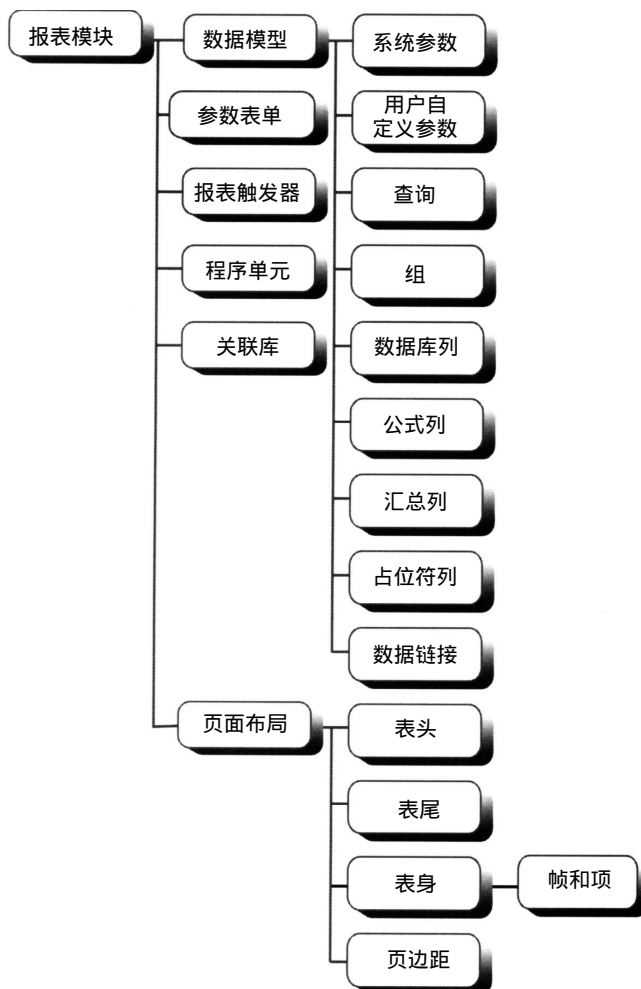 报表模块
数据模型
系统参数
参数表单
用户自
定义参数
报表触发器
查询
程序单元
组
关联库
数据库列
公式列
汇总列
占位符列
数据链接
页面布局
表头
表尾
表身
帧和项
页边距